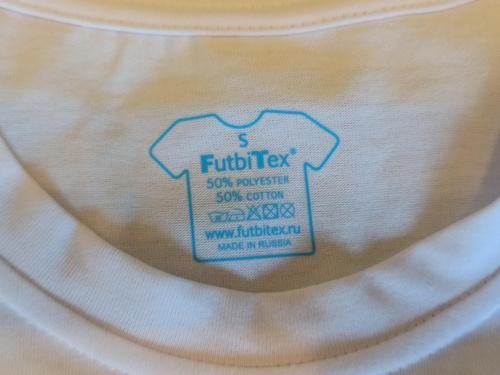 S
FutbiTex®
50% POLYESTER
50% COTTON
www.futbitex.ru
MADE IN RUSSIA